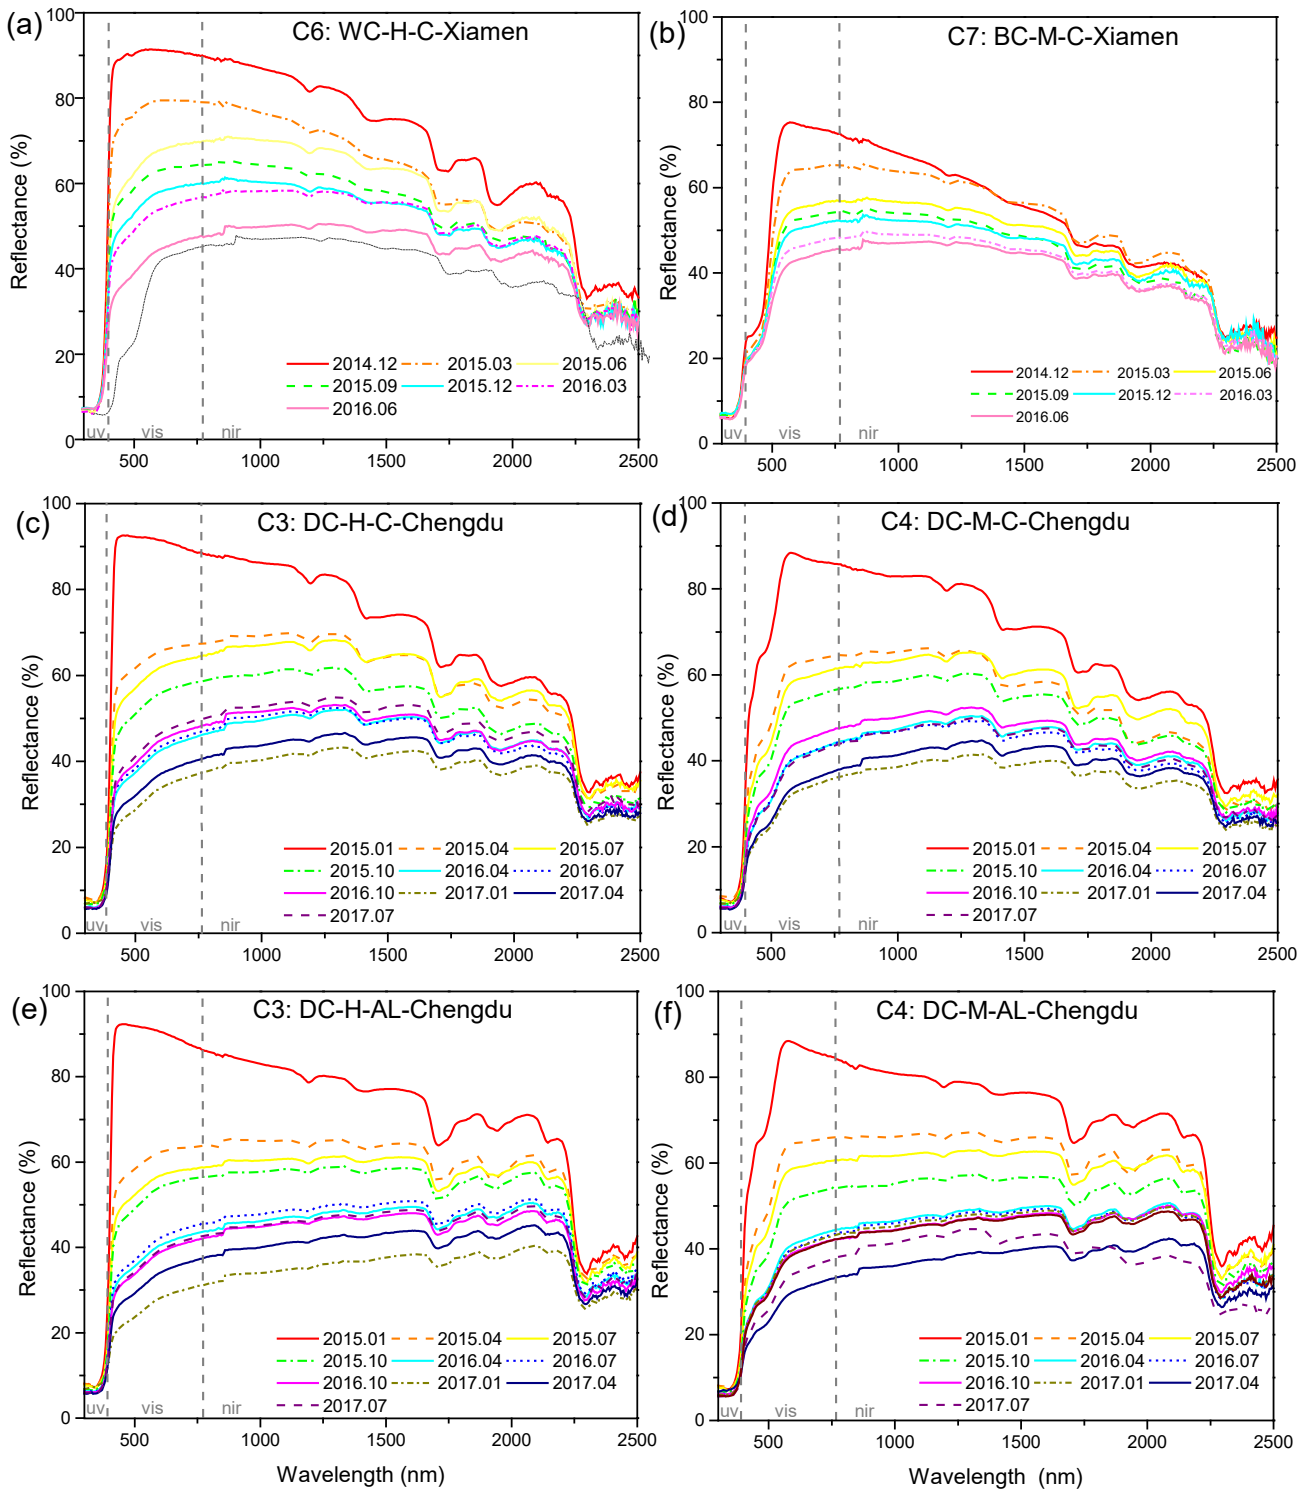 (a)
C6: WC-H-C-Xiamen
100
80
60
40
20
0
Reflectance (%)
2014.12 2015.03 2015.06
2015.09 2015.12 2016.03
2016.06
uv vis nir
500 1000 1500 2000 2500
(b)
C7: BC-M-C-Xiamen
100
80
60
40
20
0
Reflectance (%)
2014.12 2015.03 2015.06
2015.09 2015.12 2016.03
2016.06
uv vis nir
500 1000 1500 2000 2500
(c)
C3: DC-H-C-Chengdu
100
80
60
40
20
0
Reflectance (%)
2015.01 2015.04 2015.07
2015.10 2016.04 2016.07
2016.10 2017.01 2017.04
2017.07
uv vis nir
500 1000 1500 2000 2500
(d)
C4: DC-M-C-Chengdu
100
80
60
40
20
0
Reflectance (%)
2015.01 2015.04 2015.07
2015.10 2016.04 2016.07
2016.10 2017.01 2017.04
2017.07
uv vis nir
500 1000 1500 2000 2500
(e)
C3: DC-H-AL-Chengdu
100
80
60
40
20
0
Reflectance (%)
2015.01 2015.04 2015.07
2015.10 2016.04 2016.07
2016.10 2017.01 2017.04
2017.07
uv vis nir
500 1000 1500 2000 2500
Wavelength (nm)
(f)
C4: DC-M-AL-Chengdu
100
80
60
40
20
0
Reflectance (%)
2015.01 2015.04 2015.07
2015.10 2016.04 2016.07
2016.10 2017.01 2017.04
2017.07
uv vis nir
500 1000 1500 2000 2500
Wavelength (nm)